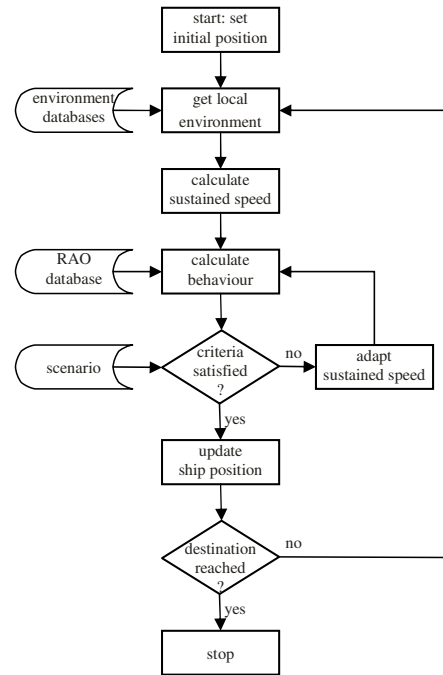 start: set
initial position
environment
databases
get local
environment
calculate
sustained speed
RAO
database
calculate
behaviour
scenario
criteria
satisfied
?
no
adapt
sustained speed
yes
update
ship position
destination
reached
?
no
yes
stop